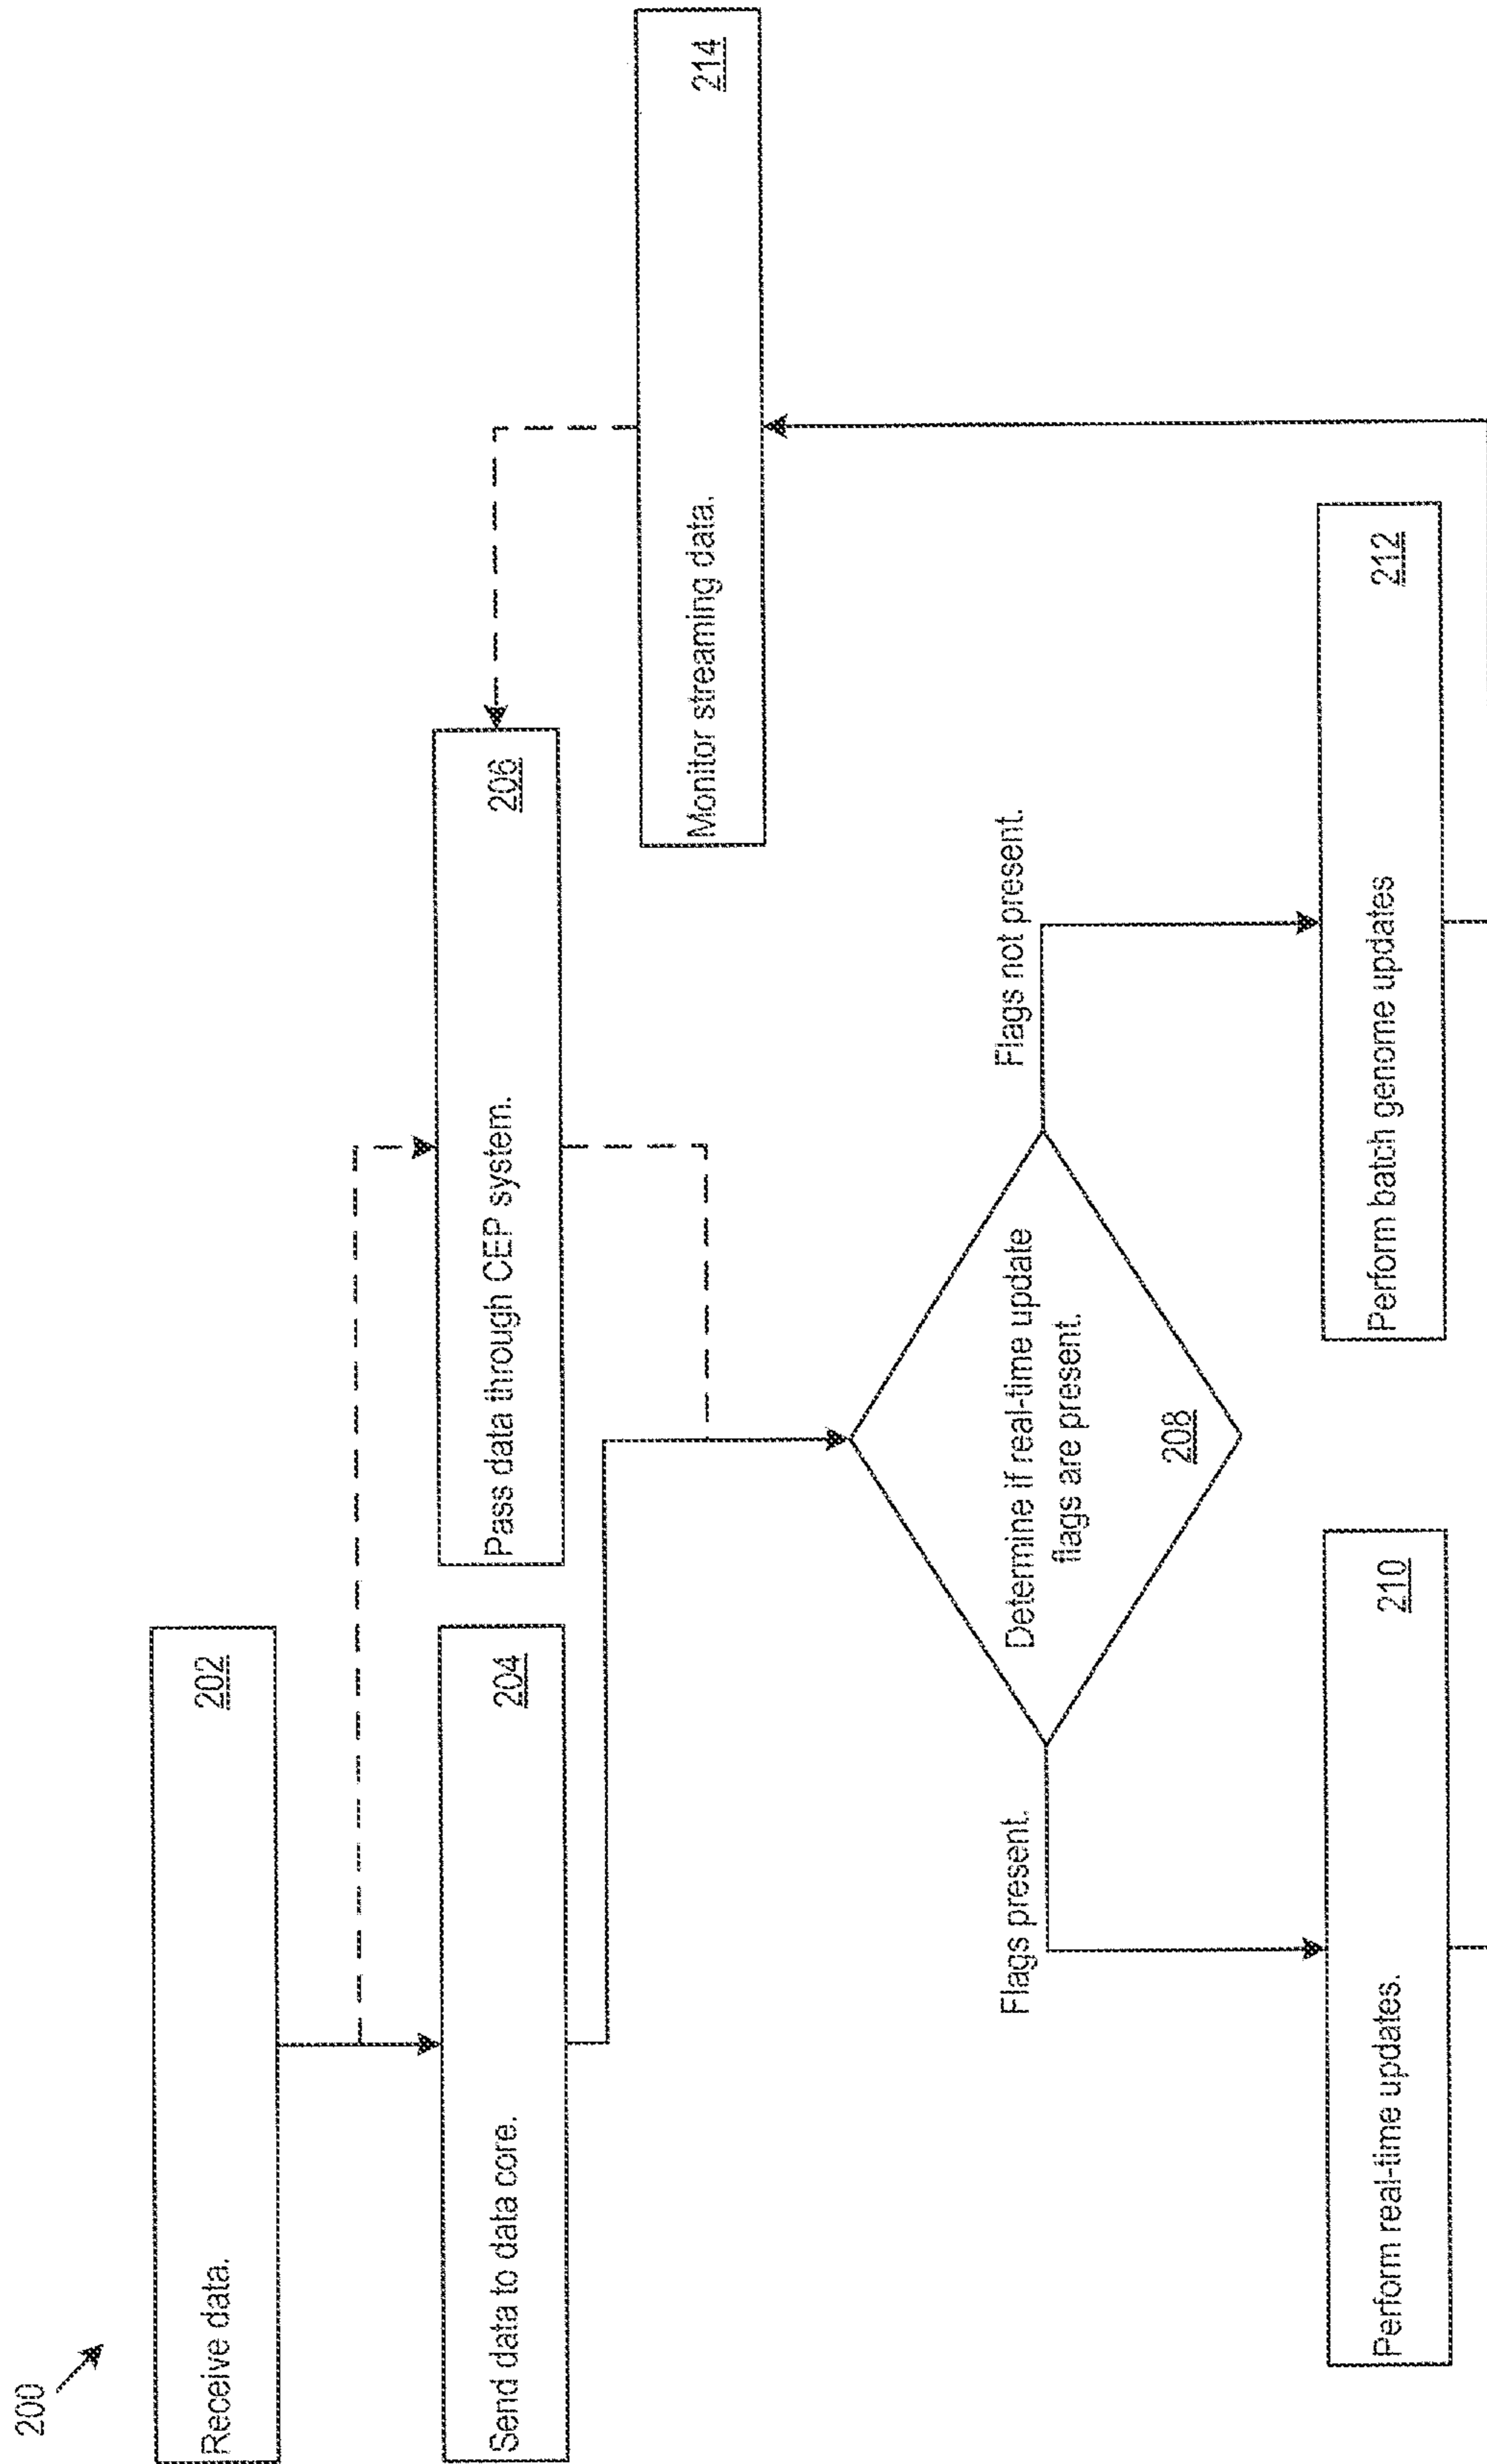 200
Receive data.
202
Send data to data core.
204
Pass data through CEP system.
206
Monitor streaming data.
214
Determine if real-time update
flags are present.
208
Flags present.
Flags not present.
Perform real-time updates.
210
Perform batch genome updates
212